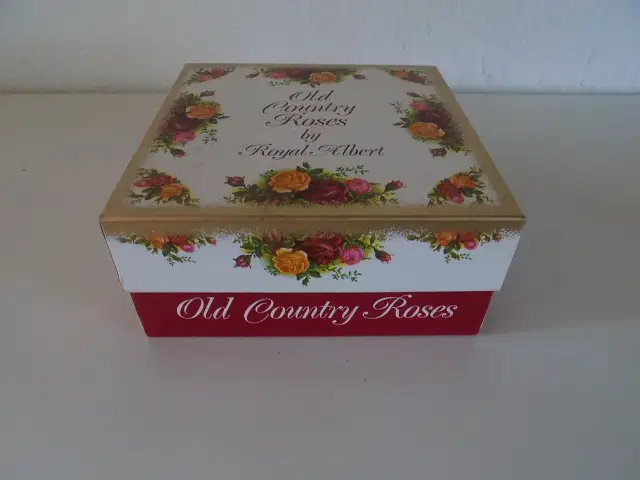 Old
Country
Roses
by
Royal Albert
Old Country Roses